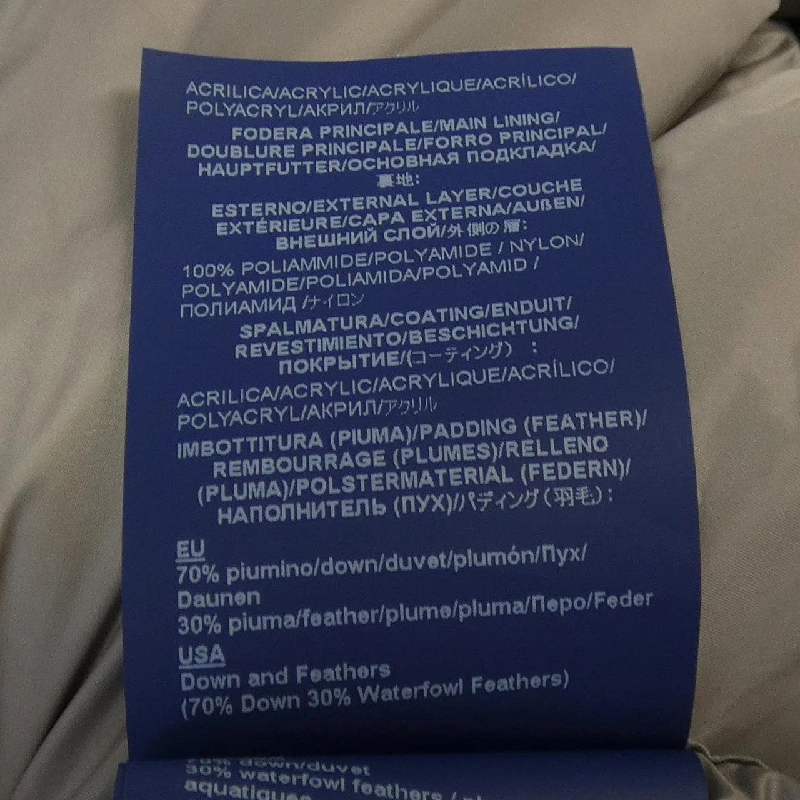 ACRILICA/ACRYLIC/ACRYLIQUE/ACRÍLICO/
POLYACRYL/АКРИЛ/アクリル
FODERA PRINCIPALE/MAIN LINING/
DOUBLURE PRINCIPALE/FORRO PRINCIPAL/
HAUPTFUTTER/ОСНОВНАЯ ПОДКЛАДКА/
裏地:
ESTERNO/EXTERNAL LAYER/COUCHE
EXTÉRIEURE/CAPA EXTERNA/AUßEN/
ВНЕШНИЙ СЛОЙ/外側の層:
100% POLIAMMIDE/POLYAMIDE / NYLON/
POLYAMIDE/POLIAMIDA/POLYAMID /
ПОЛИАМИД /ナイロン
SPALMATURA/COATING/ENDUIT/
REVESTIMIENTO/BESCHICHTUNG/
ПОКРЫТИЕ/(コーティング) :
ACRILICA/ACRYLIC/ACRYLIQUE/ACRÍLICO/
POLYACRYL/АКРИЛ/アクリル
IMBOTTITURA (PIUMA)/PADDING (FEATHER)/
REMBOURRAGE (PLUMES)/RELLENO
(PLUMA)/POLSTERMATERIAL (FEDERN)/
НАПОЛНИТЕЛЬ (ПУХ)/パディング(羽毛):
EU
70% piumino/down/duvet/plumón/Пух/
Daunen
30% piuma/feather/plume/pluma/Перо/Feder
USA
Down and Feathers
(70% Down 30% Waterfowl Feathers)
70% down/duvet
30% waterfowl feathers /
aquatiques